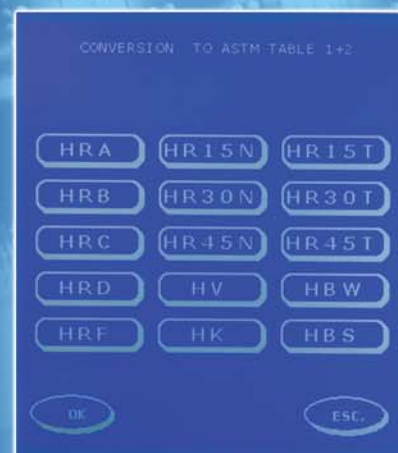 CONVERSION TO ASTM TABLE 1+2
HRA HR15N HR15T
HRB HR30N HR30T
HRC HR45N HR45T
HRD HV HBW
HRF HK HBS
OK ESC.